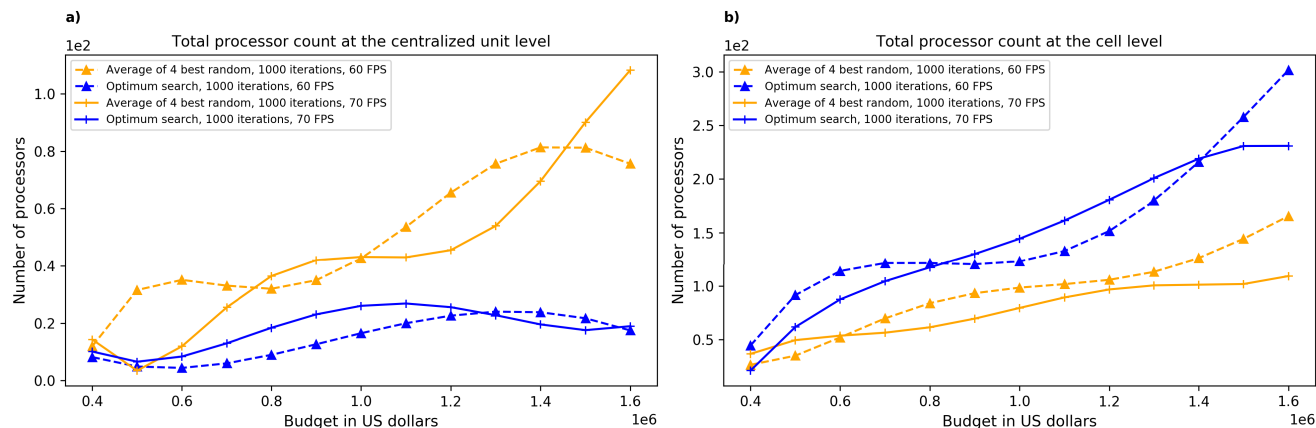 a)
Total processor count at the centralized unit level
1e2
Average of 4 best random, 1000 iterations, 60 FPS
Optimum search, 1000 iterations, 60 FPS
Average of 4 best random, 1000 iterations, 70 FPS
Optimum search, 1000 iterations, 70 FPS
Number of processors
1.0
0.8
0.6
0.4
0.2
0.0
0.4 0.6 0.8 1.0 1.2 1.4 1.6
Budget in US dollars
1e6
b)
Total processor count at the cell level
1e2
Average of 4 best random, 1000 iterations, 60 FPS
Optimum search, 1000 iterations, 60 FPS
Average of 4 best random, 1000 iterations, 70 FPS
Optimum search, 1000 iterations, 70 FPS
Number of processors
3.0
2.5
2.0
1.5
1.0
0.5
0.4 0.6 0.8 1.0 1.2 1.4 1.6
Budget in US dollars
1e6